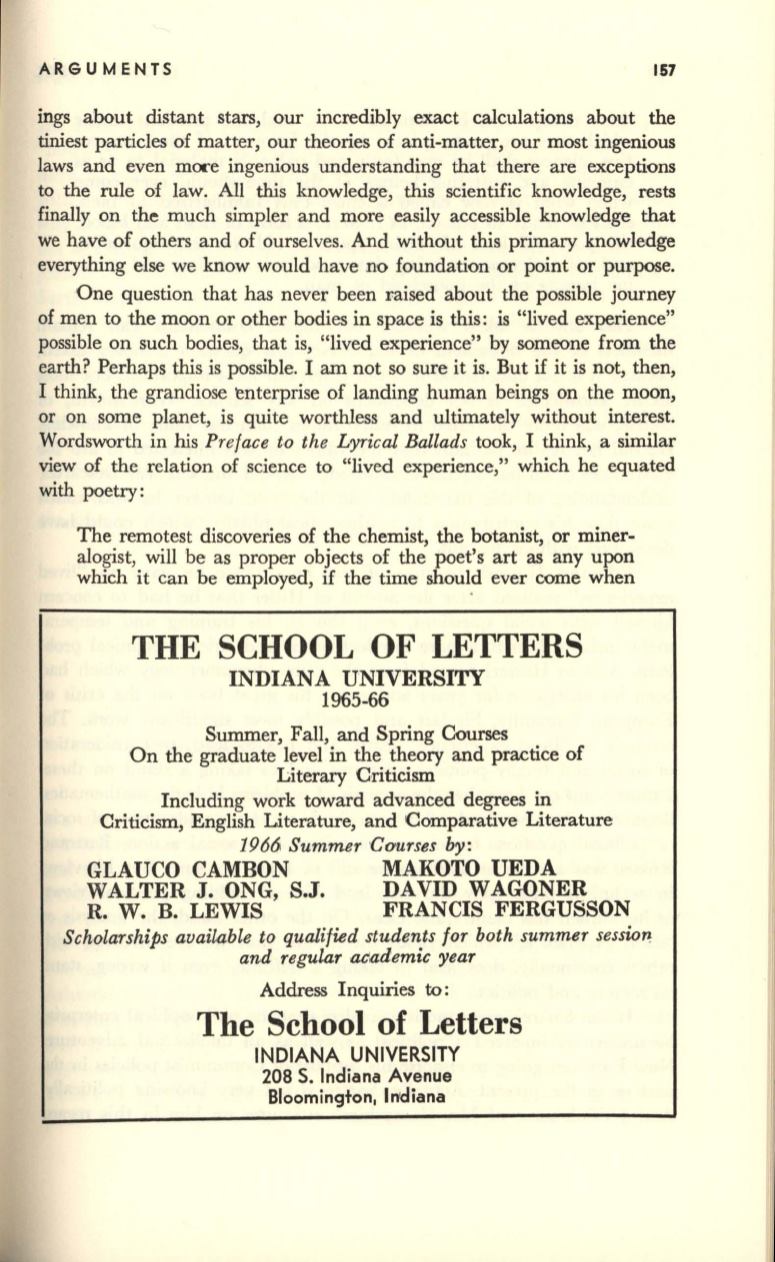 ARGUMENTS 157
ings about distant stars, our incredibly exact calculations about the
tiniest particles of matter, our theories of anti-matter, our most ingenious
laws and even more ingenious understanding that there are exceptions
to the rule of law. All this knowledge, this scientific knowledge, rests
finally on the much simpler and more easily accessible knowledge that
we have of others and of ourselves. And without this primary knowledge
everything else we know would have no foundation or point or purpose.
One question that has never been raised about the possible journey
of men to the moon or other bodies in space is this: is “lived experience”
possible on such bodies, that is, “lived experience” by someone from the
earth? Perhaps this is possible. I am not so sure it is. But if it is not, then,
I think, the grandiose enterprise of landing human beings on the moon,
or on some planet, is quite worthless and ultimately without interest.
Wordsworth in his Preface to the Lyrical Ballads took, I think, a similar
view of the relation of science to “lived experience,” which he equated
with poetry:
The remotest discoveries of the chemist, the botanist, or miner-
alogist, will be as proper objects of the poet’s art as any upon
which it can be employed, if the time should ever come when
THE SCHOOL OF LETTERS
INDIANA UNIVERSITY
1965-66
Summer, Fall, and Spring Courses
On the graduate level in the theory and practice of
Literary Criticism
Including work toward advanced degrees in
Criticism, English Literature, and Comparative Literature
1966 Summer Courses by:
GLAUCO CAMBON MAKOTO UEDA
WALTER J. ONG, S.J. DAVID WAGONER
R. W. B. LEWIS FRANCIS FERGUSSON
Scholarships available to qualified students for both summer session
and regular academic year
Address Inquiries to:
The School of Letters
INDIANA UNIVERSITY
208 S. Indiana Avenue
Bloomington, Indiana